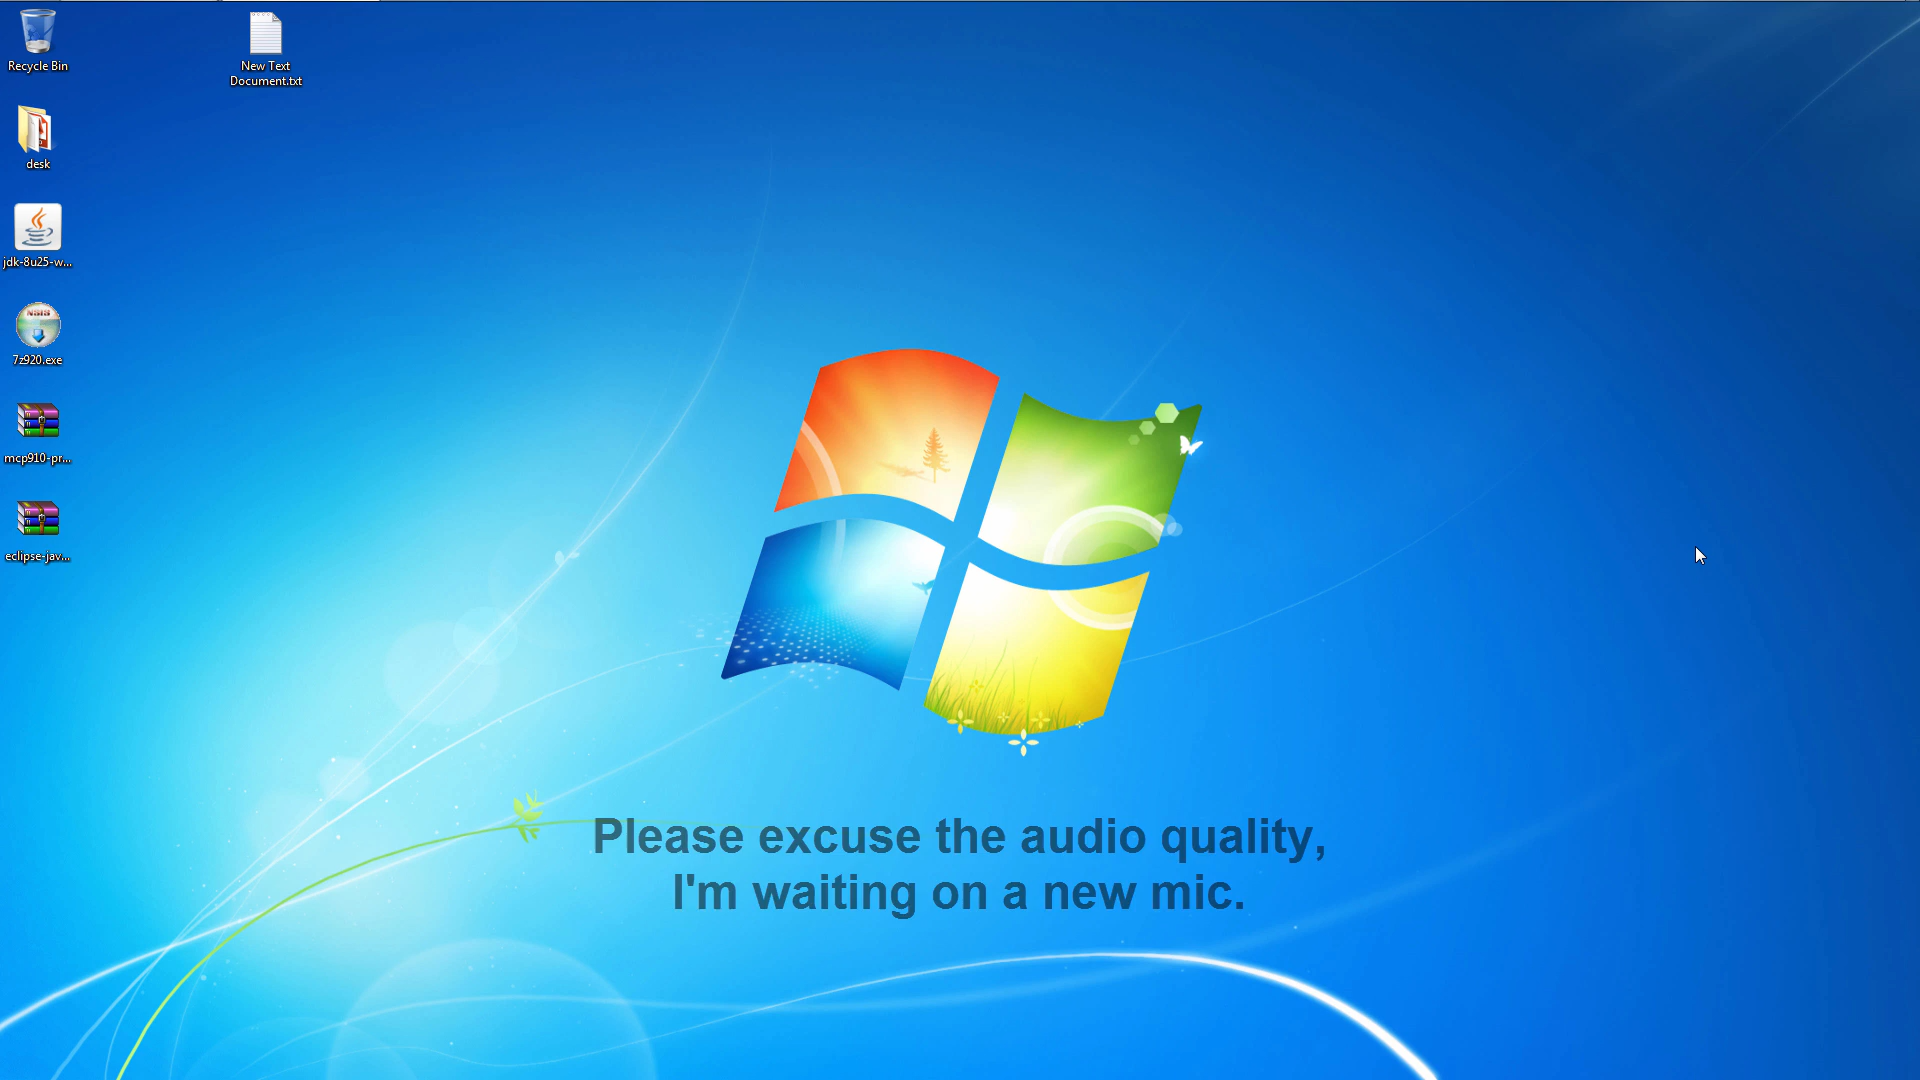 Recycle Bin
New Text
Document.txt
desk
jdk-8u25-w...
7z920.exe
mcp910-pr...
eclipse-jav...
Please excuse the audio quality,
I'm waiting on a new mic.